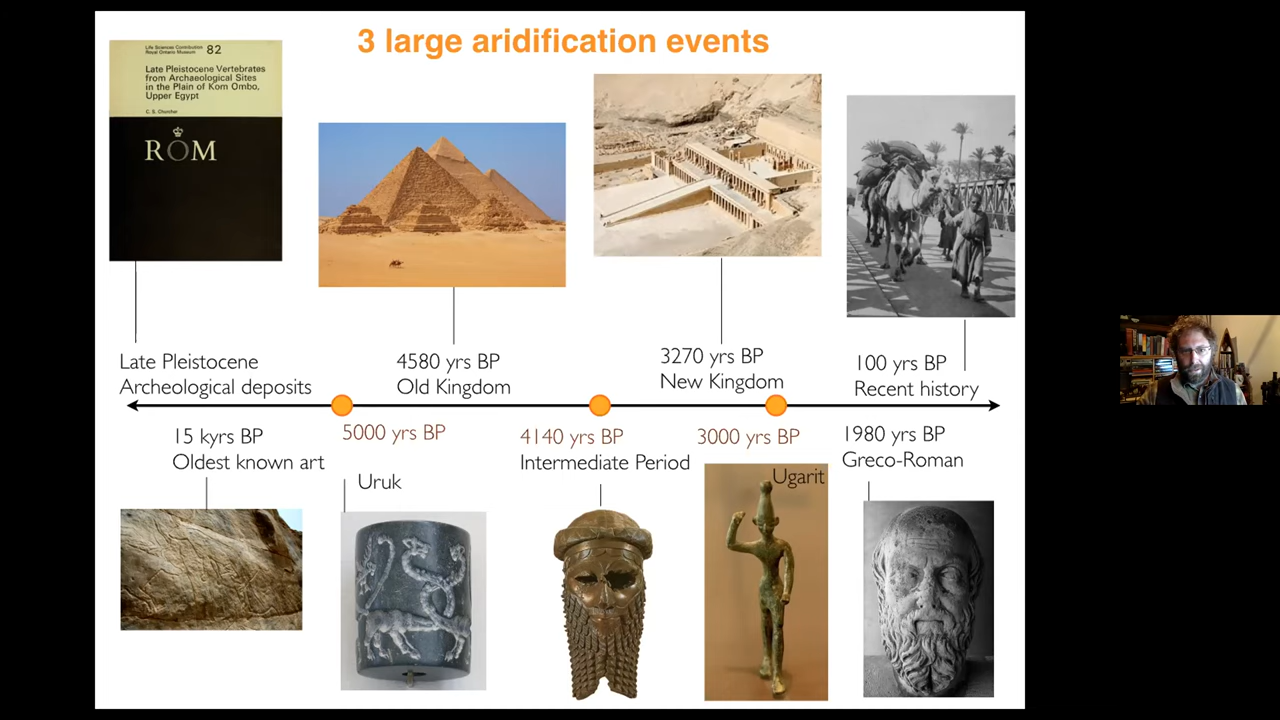 3 large aridification events
Life Sciences Contribution
Royal Ontario Museum 82
Late Pleistocene Vertebrates
from Archaeological Sites
in the Plain of Kom Ombo,
Upper Egypt
C. S. Churcher
ROM
Late Pleistocene
Archeological deposits
4580 yrs BP
Old Kingdom
3270 yrs BP
New Kingdom
100 yrs BP
Recent history
15 kyrs BP
Oldest known art
5000 yrs BP
Uruk
4140 yrs BP
Intermediate Period
3000 yrs BP
Ugarit
1980 yrs BP
Greco-Roman